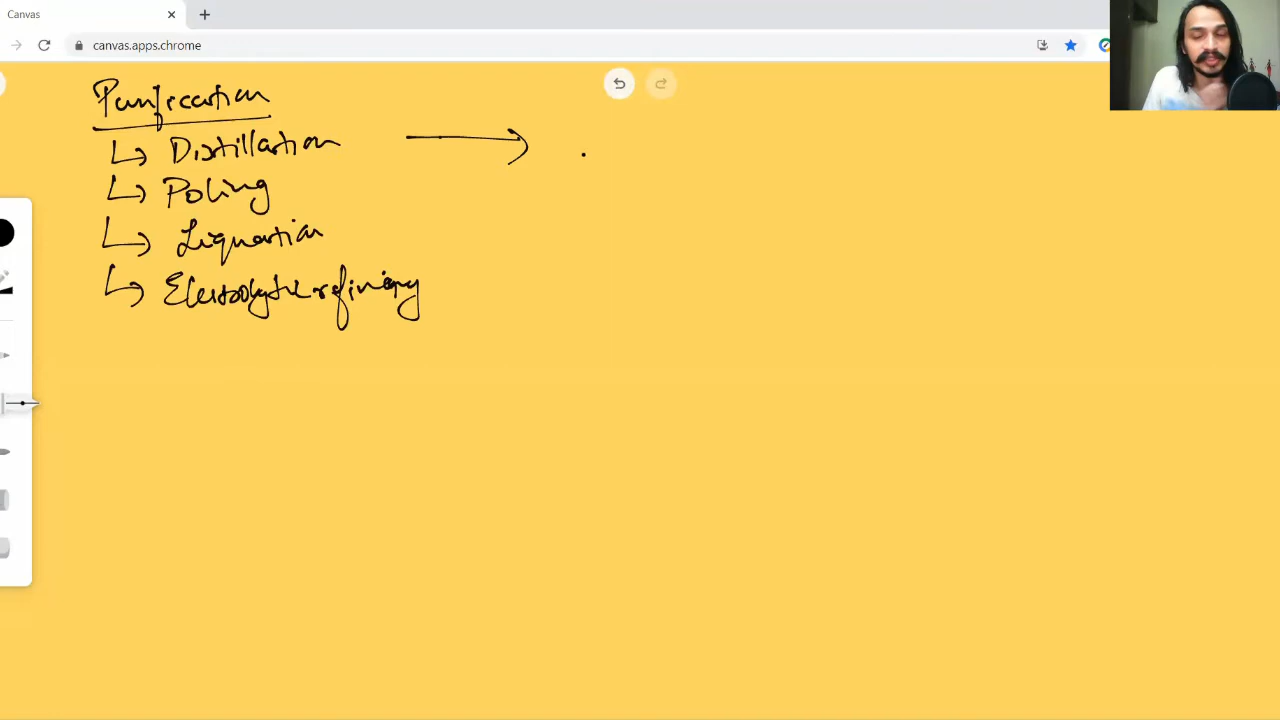 Canvas
canvas.apps.chrome
Purification
Distillation
Poling
Liquation
Electrolytic refining